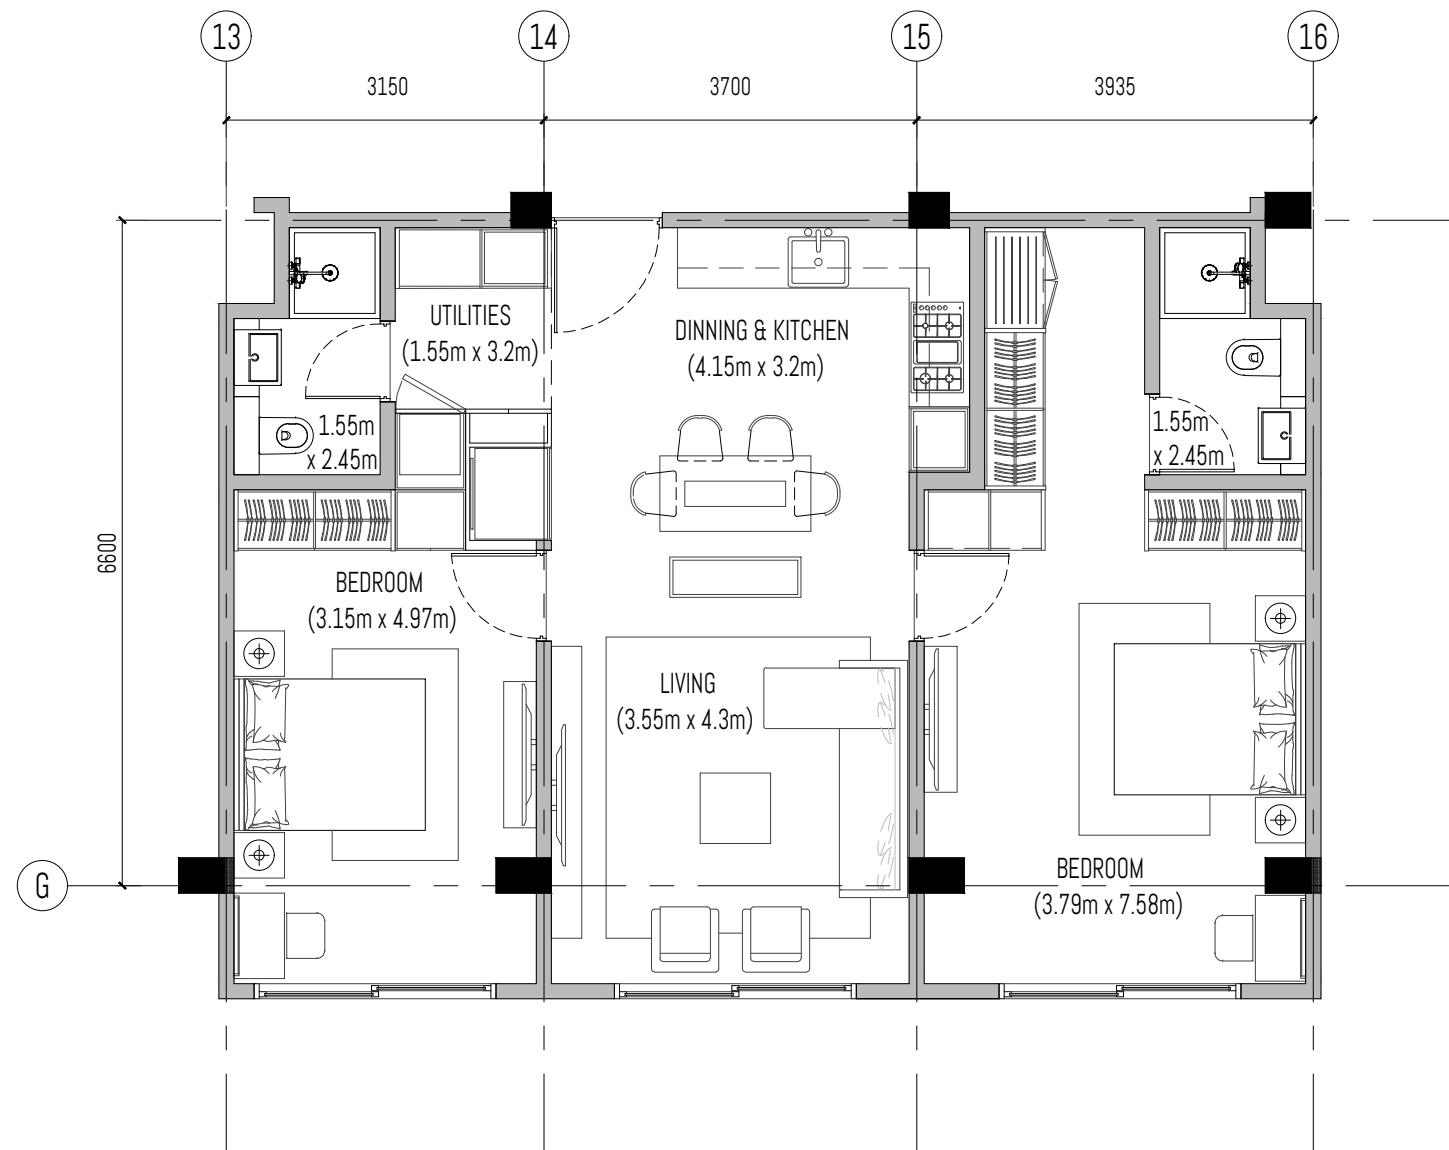 13
14
15
16
3150
3700
3935
UTILITIES
(1.55m x 3.2m)
DINNING & KITCHEN
(4.15m x 3.2m)
1.55m
x 2.45m
1.55m
x 2.45m
6600
BEDROOM
(3.15m x 4.97m)
LIVING
(3.55m x 4.3m)
BEDROOM
(3.79m x 7.58m)
G